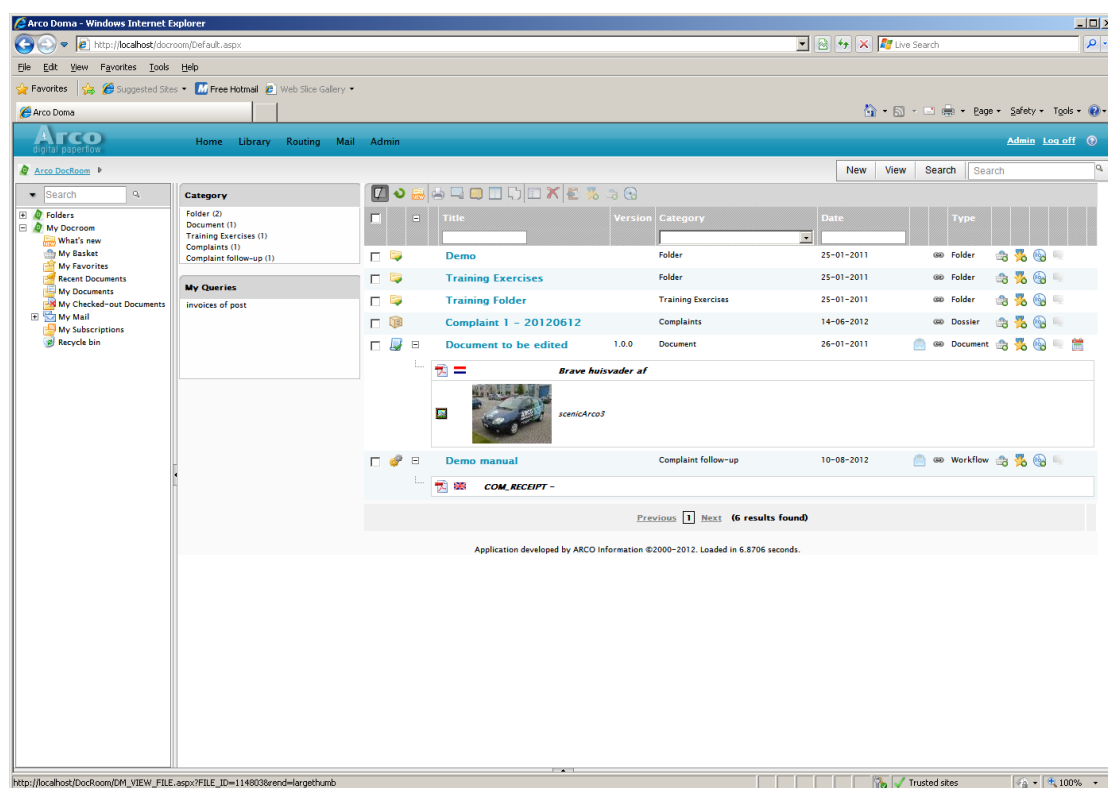 Arco Doma - Windows Internet Explorer
http://localhost/docroom/Default.aspx
Live Search
File Edit View Favorites Tools Help
Favorites Suggested Sites Free Hotmail Web Slice Gallery
Arco Doma
Page Safety Tools
Arco
digital paperflow
Home Library Routing Mail Admin
Admin Log off
Arco DocRoom
New View Search Search
Search
Folders
My Docroom
What's new
My Basket
My Favorites
Recent Documents
My Documents
My Checked-out Documents
My Mail
My Subscriptions
Recycle bin
Category
Folder (2)
Document (1)
Training Exercises (1)
Complaints (1)
Complaint follow-up (1)
My Queries
invoices of post
Title Version Category Date Type
Demo Folder 25-01-2011 Folder
Training Exercises Folder 25-01-2011 Folder
Training Folder Training Exercises 25-01-2011 Folder
Complaint 1 - 20120612 Complaints 14-06-2012 Dossier
Document to be edited 1.0.0 Document 26-01-2011 Document
Brave huisvader af
scenicArco3
Demo manual Complaint follow-up 10-08-2012 Workflow
COM_RECEIPT -
Previous 1 Next (6 results found)
Application developed by ARCO Information ©2000-2012. Loaded in 6.8706 seconds.
http://localhost/DocRoom/DM_VIEW_FILE.aspx?FILE_ID=114803&rend=largethumb
Trusted sites
100%